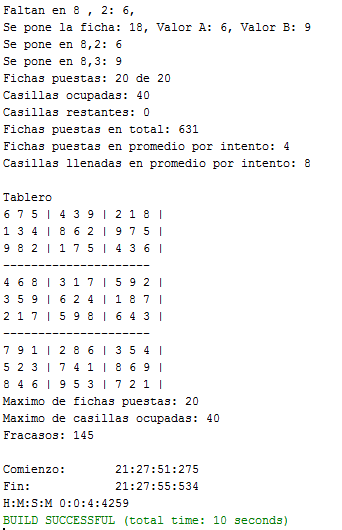 Faltan en 8 , 2: 6,
Se pone la ficha: 18, Valor A: 6, Valor B: 9
Se pone en 8,2: 6
Se pone en 8,3: 9
Fichas puestas: 20 de 20
Casillas ocupadas: 40
Casillas restantes: 0
Fichas puestas en total: 631
Fichas puestas en promedio por intento: 4
Casillas llenadas en promedio por intento: 8
Tablero
6 7 5 | 4 3 9 | 2 1 8 |
1 3 4 | 8 6 2 | 9 7 5 |
9 8 2 | 1 7 5 | 4 3 6 |
---------------------
4 6 8 | 3 1 7 | 5 9 2 |
3 5 9 | 6 2 4 | 1 8 7 |
2 1 7 | 5 9 8 | 6 4 3 |
---------------------
7 9 1 | 2 8 6 | 3 5 4 |
5 2 3 | 7 4 1 | 8 6 9 |
8 4 6 | 9 5 3 | 7 2 1 |
Maximo de fichas puestas: 20
Maximo de casillas ocupadas: 40
Fracasos: 145
Comienzo: 21:27:51:275
Fin: 21:27:55:534
H:M:S:M 0:0:4:4259
BUILD SUCCESSFUL (total time: 10 seconds)